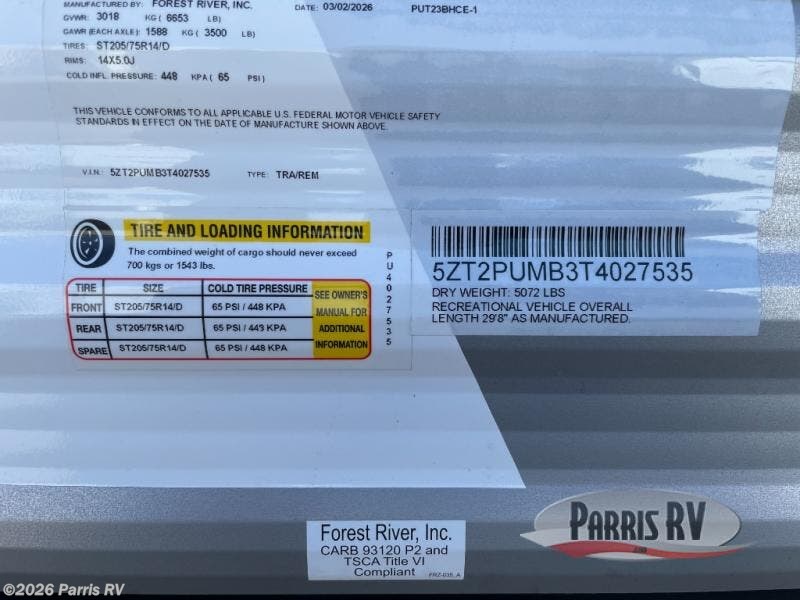 MANUFACTURED BY: FOREST RIVER, INC. DATE: 03/02/2026 PUT23BHCE-1
GVWR: 3018 KG ( 6653 LB)
GAWR (EACH AXLE): 1588 KG ( 3500 LB)
TIRES: ST205/75R14/D
RIMS: 14X5.0J
COLD INFL. PRESSURE: 448 KPA ( 65 PSI)
THIS VEHICLE CONFORMS TO ALL APPLICABLE U.S. FEDERAL MOTOR VEHICLE SAFETY
STANDARDS IN EFFECT ON THE DATE OF MANUFACTURE SHOWN ABOVE.
V.I.N.: 5ZT2PUMB3T4027535 TYPE: TRA/REM
TIRE AND LOADING INFORMATION
The combined weight of cargo should never exceed
700 kgs or 1543 lbs.
TIRE SIZE COLD TIRE PRESSURE
FRONT ST205/75R14/D 65 PSI / 448 KPA
REAR ST205/75R14/D 65 PSI / 443 KPA
SPARE ST205/75R14/D 65 PSI / 448 KPA
SEE OWNER'S
MANUAL FOR
ADDITIONAL
INFORMATION
PU4027535
5ZT2PUMB3T4027535
DRY WEIGHT: 5072 LBS
RECREATIONAL VEHICLE OVERALL
LENGTH 29'8" AS MANUFACTURED.
Forest River, Inc.
CARB 93120 P2 and
TSCA Title VI
Compliant
FRZ-035_A
PARRIS RV
.COM
©2026 Parris RV